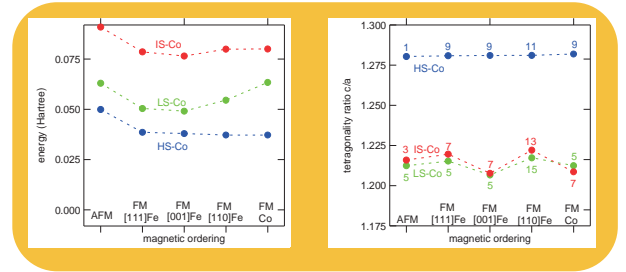 energy (Hartree)
0.075
0.050
0.025
0.000
IS-Co
LS-Co
HS-Co
AFM
FM
[111]Fe
FM
[001]Fe
FM
[110]Fe
FM
Co
magnetic ordering
tetragonality ratio c/a
1.300
1.275
1.250
1.225
1.200
1.175
1 9 9 11 9
HS-Co
3 7 7 13 7
IS-Co
LS-Co
5 5 5 15 5
AFM
FM
[111]Fe
FM
[001]Fe
FM
[110]Fe
FM
Co
magnetic ordering